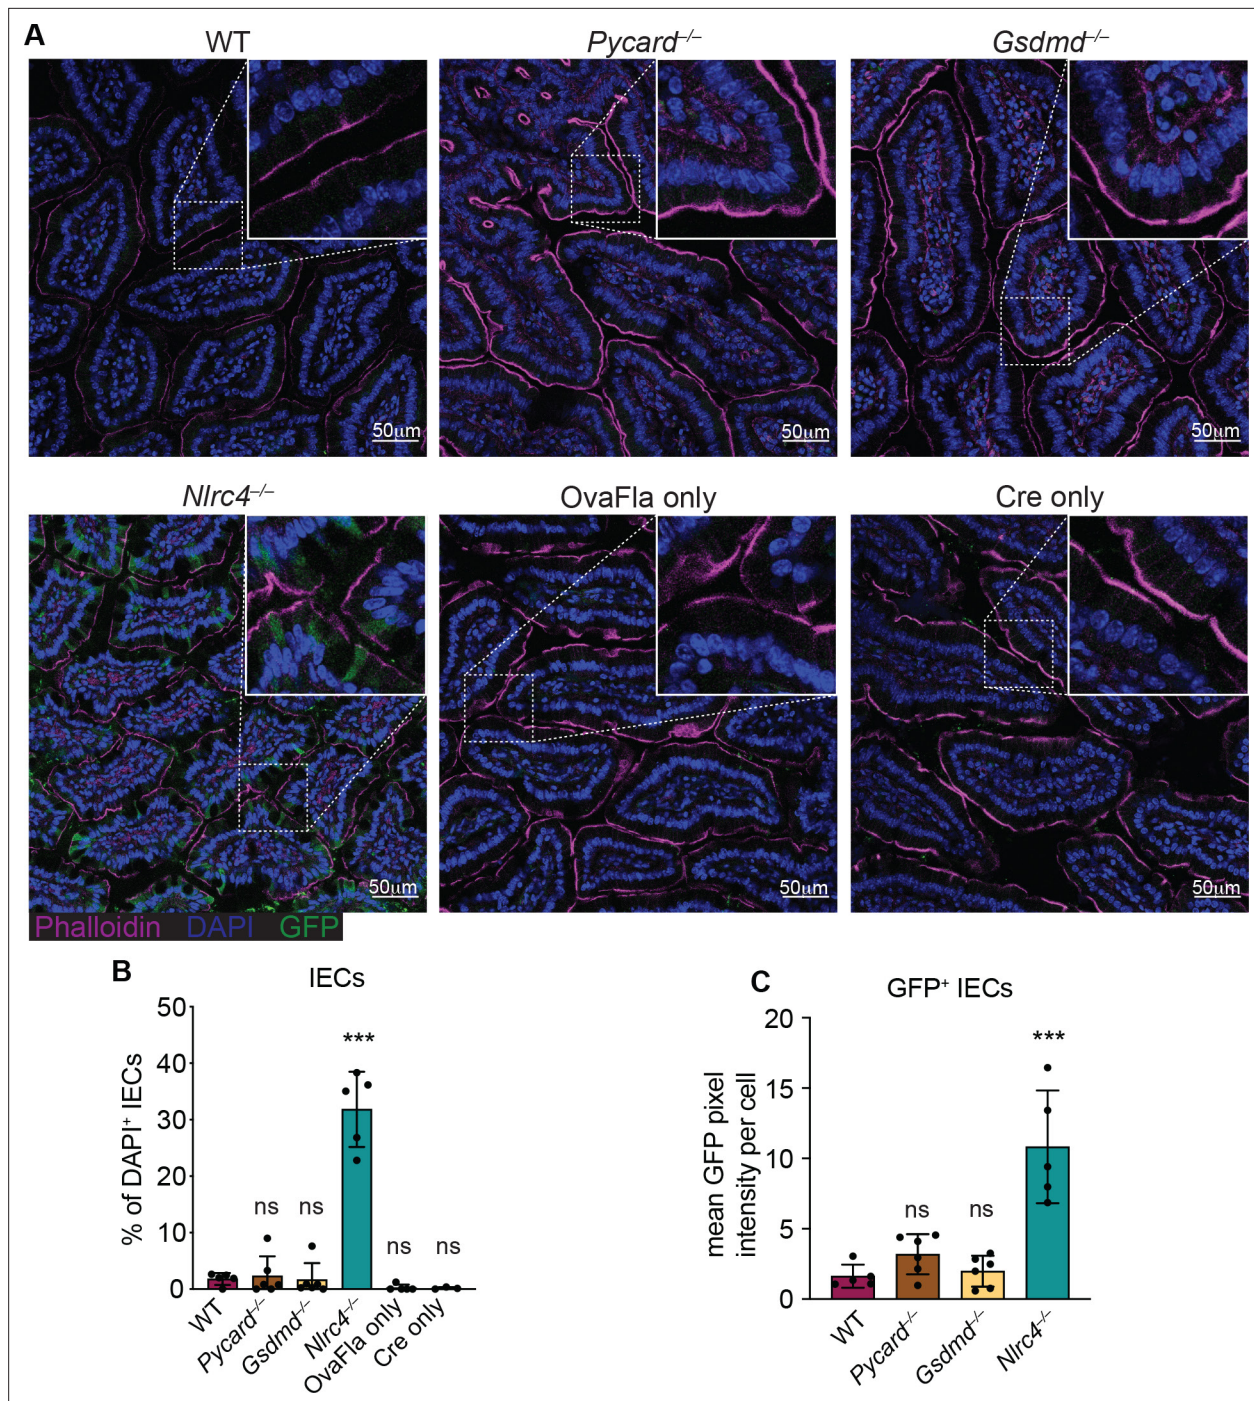 A
WT
Pycard–/–
Gsdmd–/–
50μm
50μm
50μm
Nlrc4–/–
OvaFla only
Cre only
50μm
50μm
50μm
Phalloidin DAPI GFP
B
IECs
% of DAPI+ IECs
50
40
30
20
10
0
ns
ns
***
ns
ns
WT
Pycard-/-
Gsdmd-/-
Nlrc4-/-
OvaFla only
Cre only
C
GFP+ IECs
mean GFP pixel
intensity per cell
20
15
10
5
0
ns
ns
***
WT
Pycard-/-
Gsdmd-/-
Nlrc4-/-